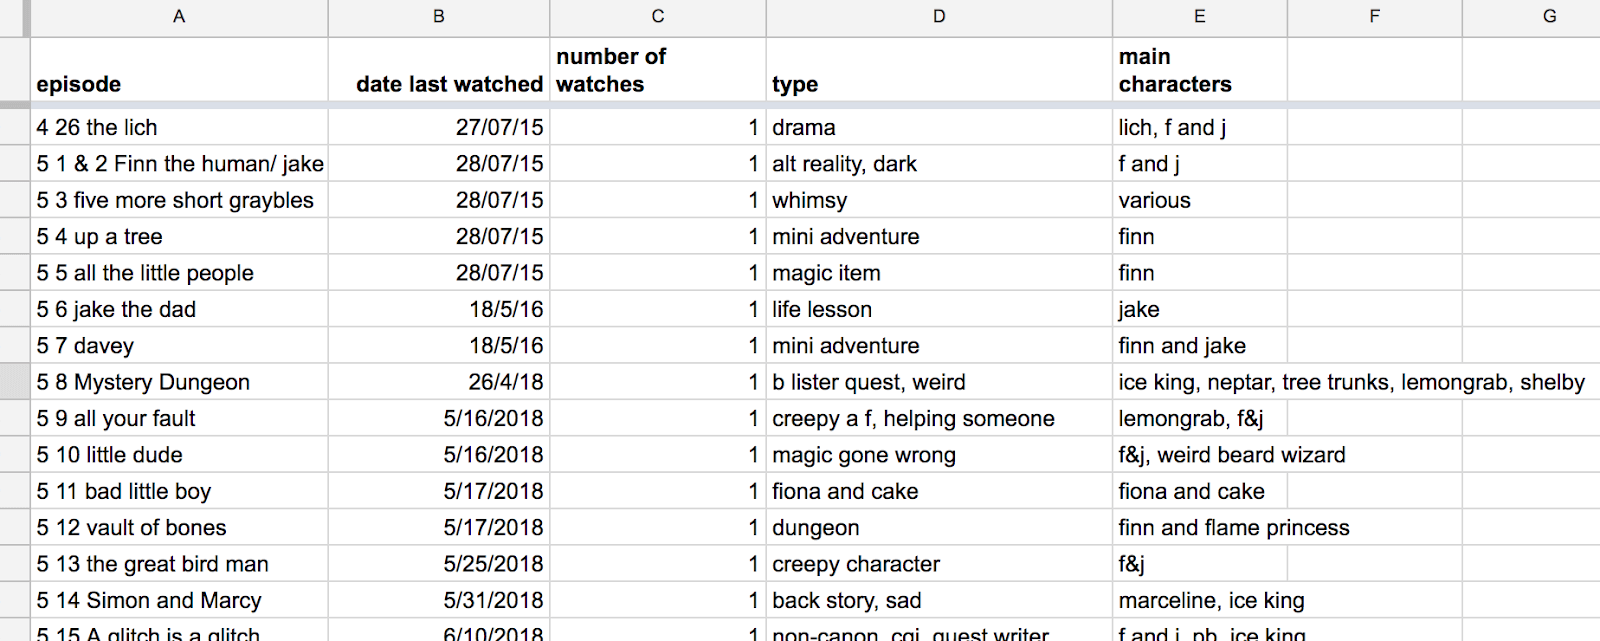 A B C D E F G
episode date last watched number of watches type main characters
4 26 the lich 27/07/15 1 drama lich, f and j
5 1 & 2 Finn the human/ jake 28/07/15 1 alt reality, dark f and j
5 3 five more short graybles 28/07/15 1 whimsy various
5 4 up a tree 28/07/15 1 mini adventure finn
5 5 all the little people 28/07/15 1 magic item finn
5 6 jake the dad 18/5/16 1 life lesson jake
5 7 davey 18/5/16 1 mini adventure finn and jake
5 8 Mystery Dungeon 26/4/18 1 b lister quest, weird ice king, neptar, tree trunks, lemongrab, shelby
5 9 all your fault 5/16/2018 1 creepy a f, helping someone lemongrab, f&j
5 10 little dude 5/16/2018 1 magic gone wrong f&j, weird beard wizard
5 11 bad little boy 5/17/2018 1 fiona and cake fiona and cake
5 12 vault of bones 5/17/2018 1 dungeon finn and flame princess
5 13 the great bird man 5/25/2018 1 creepy character f&j
5 14 Simon and Marcy 5/31/2018 1 back story, sad marceline, ice king
5 15 A glitch is a glitch 6/10/2018 1 non-canon, cgi, guest writer f and j, pb, ice king